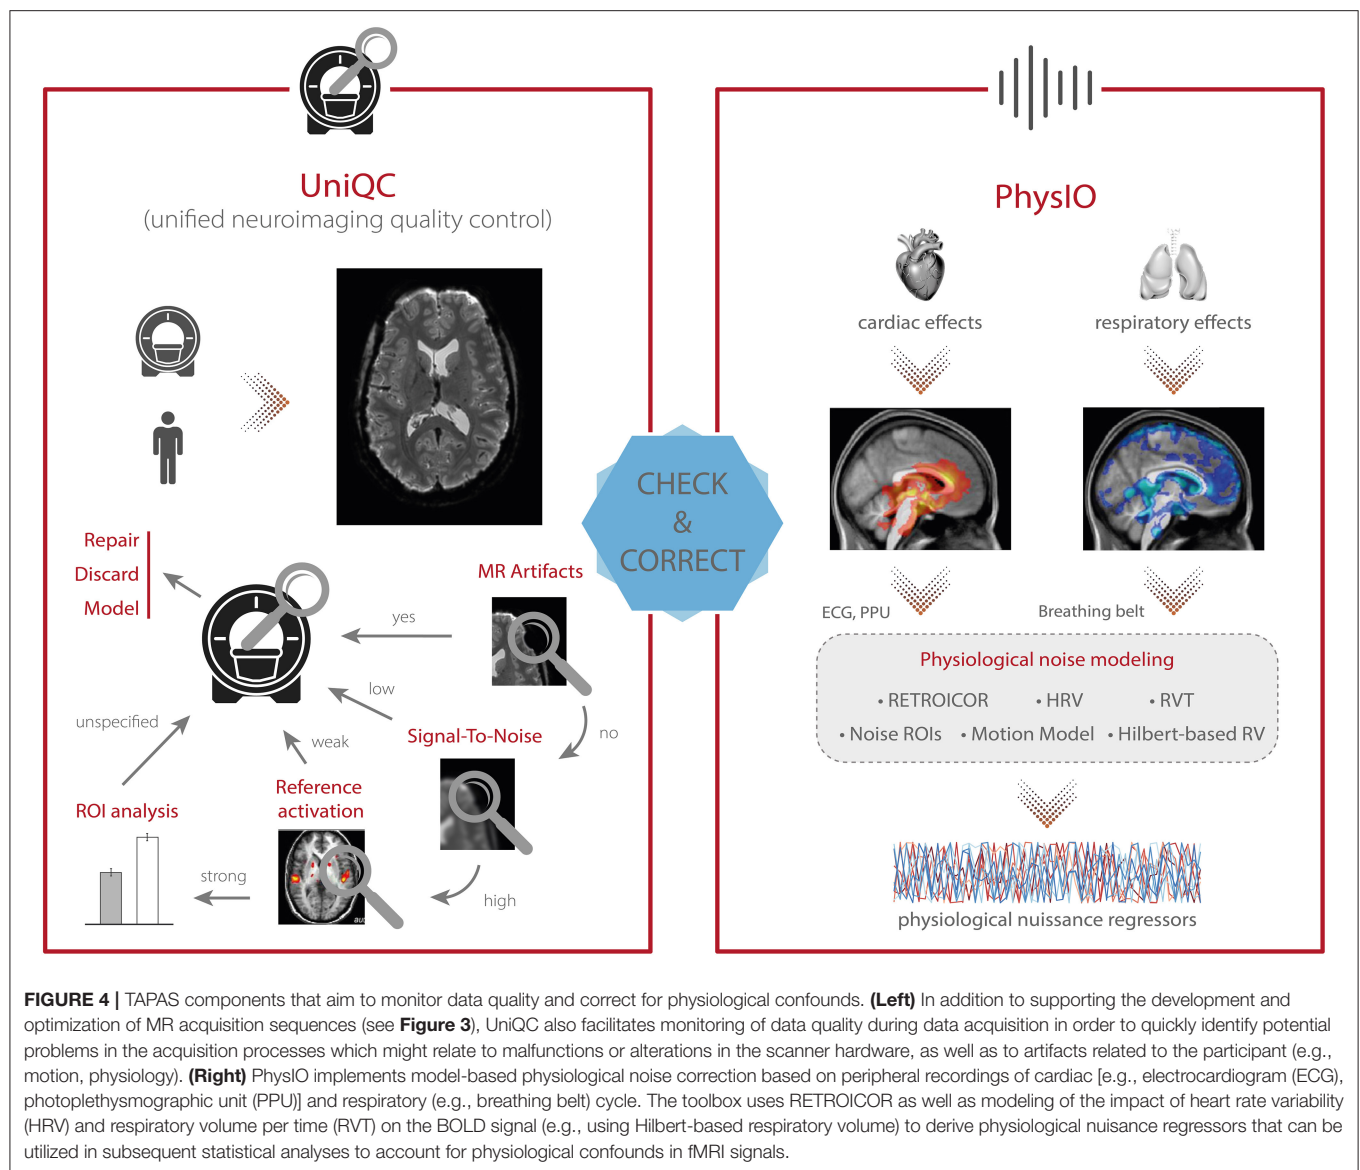 UniQC
(unified neuroimaging quality control)
Repair
Discard
Model
MR Artifacts
yes
low
no
unspecified
weak
Signal-To-Noise
Reference
activation
ROI analysis
strong
high
CHECK
&
CORRECT
PhysIO
cardiac effects
respiratory effects
ECG, PPU
Breathing belt
Physiological noise modeling
• RETROICOR • HRV • RVT
• Noise ROIs • Motion Model • Hilbert-based RV
physiological nuissance regressors
FIGURE 4 | TAPAS components that aim to monitor data quality and correct for physiological confounds. (Left) In addition to supporting the development and
optimization of MR acquisition sequences (see Figure 3), UniQC also facilitates monitoring of data quality during data acquisition in order to quickly identify potential
problems in the acquisition processes which might relate to malfunctions or alterations in the scanner hardware, as well as to artifacts related to the participant (e.g.,
motion, physiology). (Right) PhysIO implements model-based physiological noise correction based on peripheral recordings of cardiac [e.g., electrocardiogram (ECG),
photoplethysmographic unit (PPU)] and respiratory (e.g., breathing belt) cycle. The toolbox uses RETROICOR as well as modeling of the impact of heart rate variability
(HRV) and respiratory volume per time (RVT) on the BOLD signal (e.g., using Hilbert-based respiratory volume) to derive physiological nuisance regressors that can be
utilized in subsequent statistical analyses to account for physiological confounds in fMRI signals.